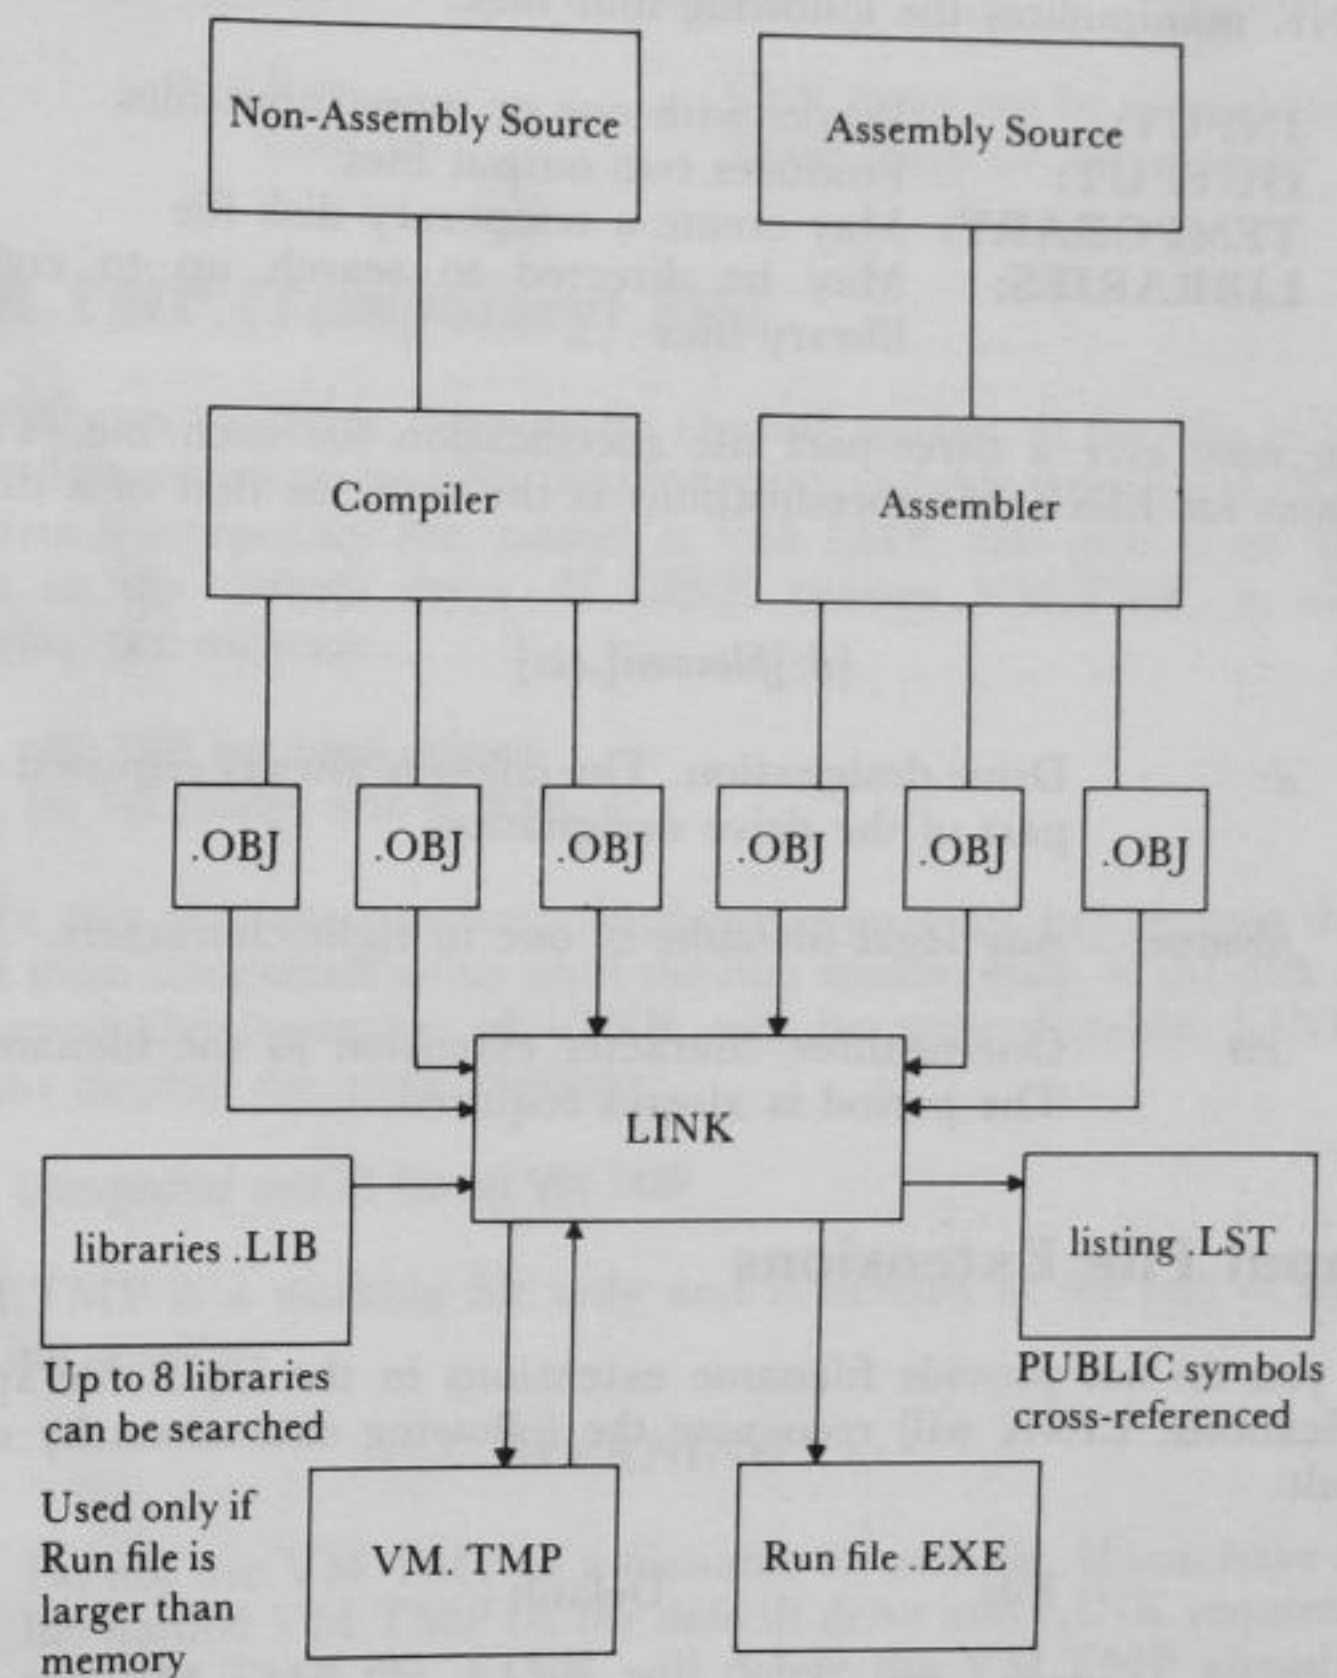 Non-Assembly Source
Assembly Source
Compiler
Assembler
.OBJ
.OBJ
.OBJ
.OBJ
.OBJ
.OBJ
LINK
libraries .LIB
listing .LST
Up to 8 libraries
can be searched
PUBLIC symbols
cross-referenced
Used only if
Run file is
larger than
memory
VM. TMP
Run file .EXE